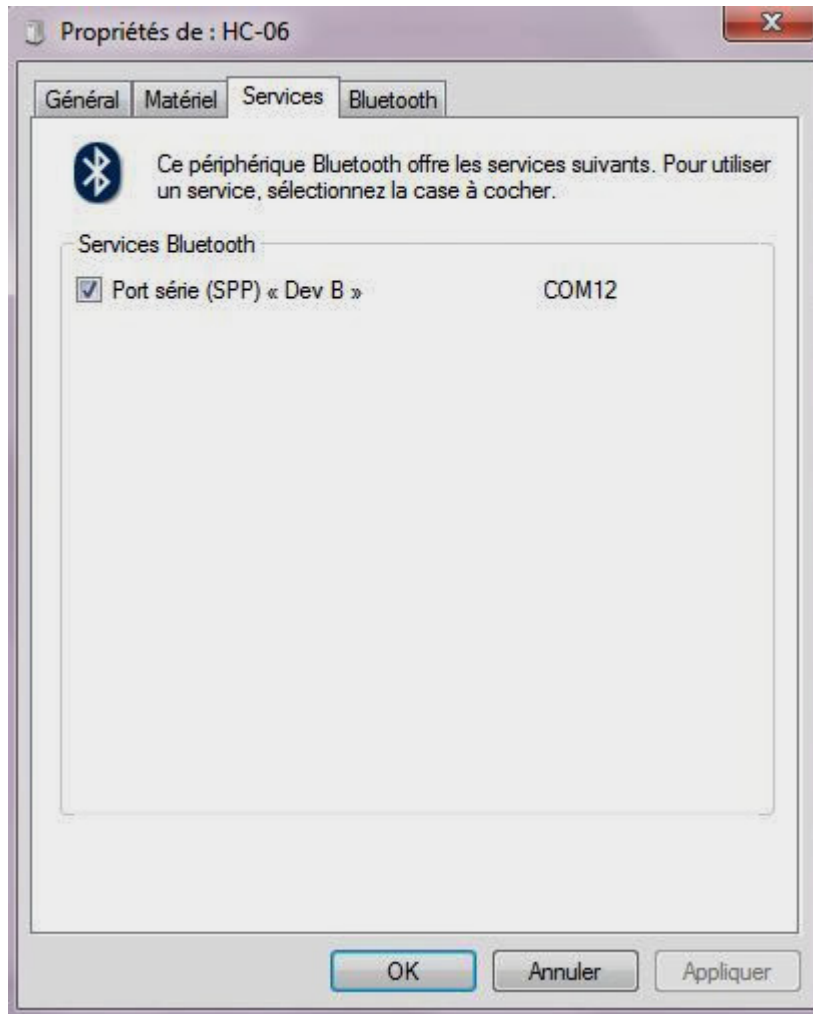 Propriétés de : HC-06
Général Matériel Services Bluetooth
Ce périphérique Bluetooth offre les services suivants. Pour utiliser
un service, sélectionnez la case à cocher.
Services Bluetooth
Port série (SPP) « Dev B » COM12
OK Annuler Appliquer